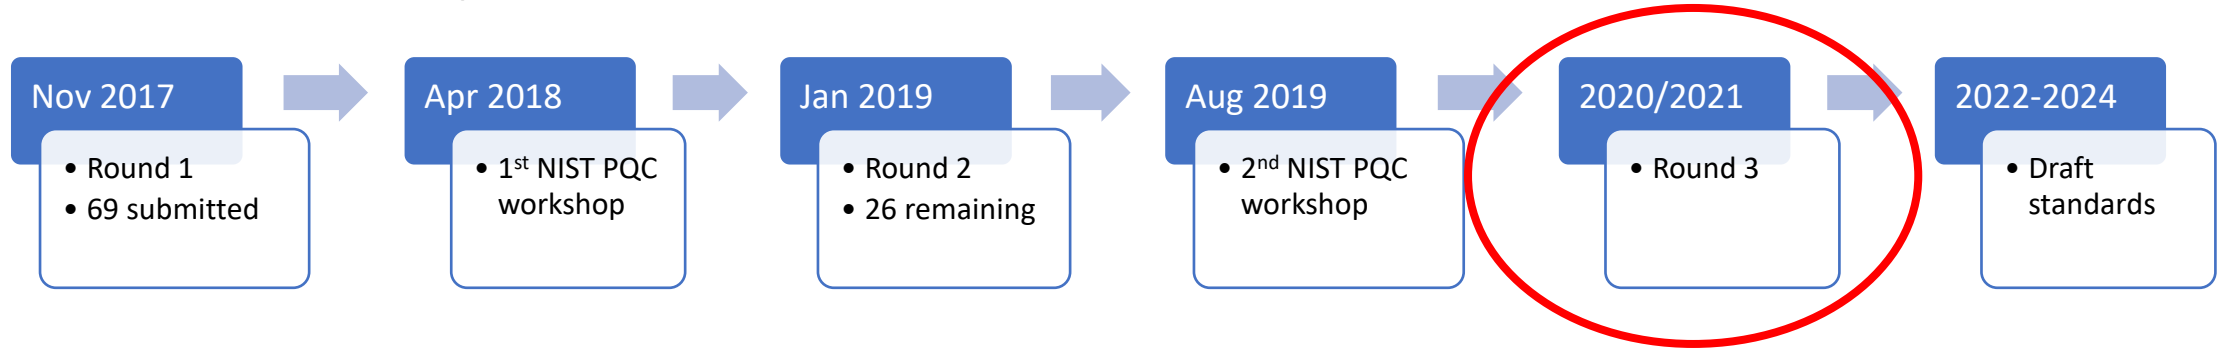 Nov 2017
• Round 1
• 69 submitted
Apr 2018
• 1st NIST PQC
workshop
Jan 2019
• Round 2
• 26 remaining
Aug 2019
• 2nd NIST PQC
workshop
2020/2021
• Round 3
2022-2024
• Draft
standards